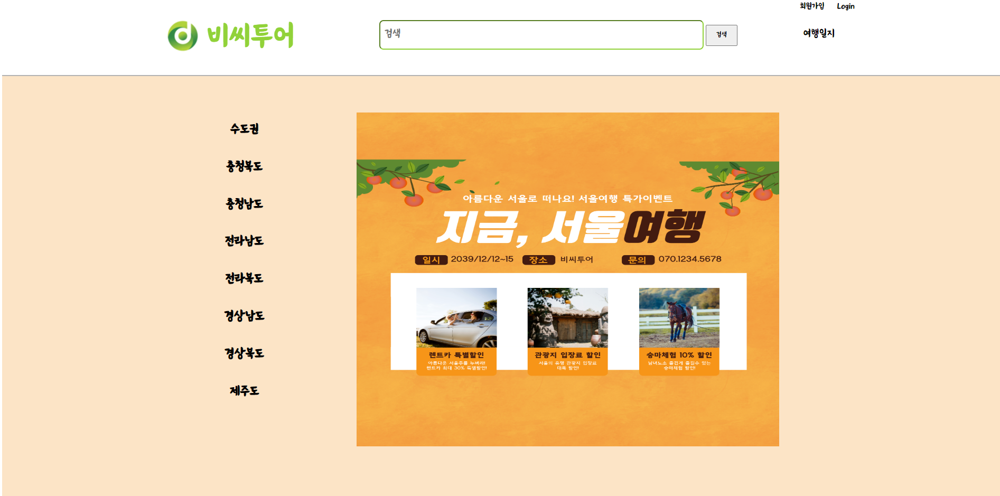 회원가입 Login
비씨투어
검색
검색
여행일지
수도권
충청북도
충청남도
전라남도
전라북도
경상남도
경상북도
제주도
아름다운 서울로 떠나요! 서울여행 특가이벤트
지금, 서울여행
일시 2039/12/12~15 장소 비씨투어 문의 070.1234.5678
렌트카 특별할인
아름다운 서울주를 누벼라!
렌트카 최대 30% 특별할인!
관광지 입장료 할인
서울의 유명 관광지 입장료
대폭 할인!
승마체험 10% 할인
남녀노소 즐겁게 즐길수 있는
승마체험 할인!